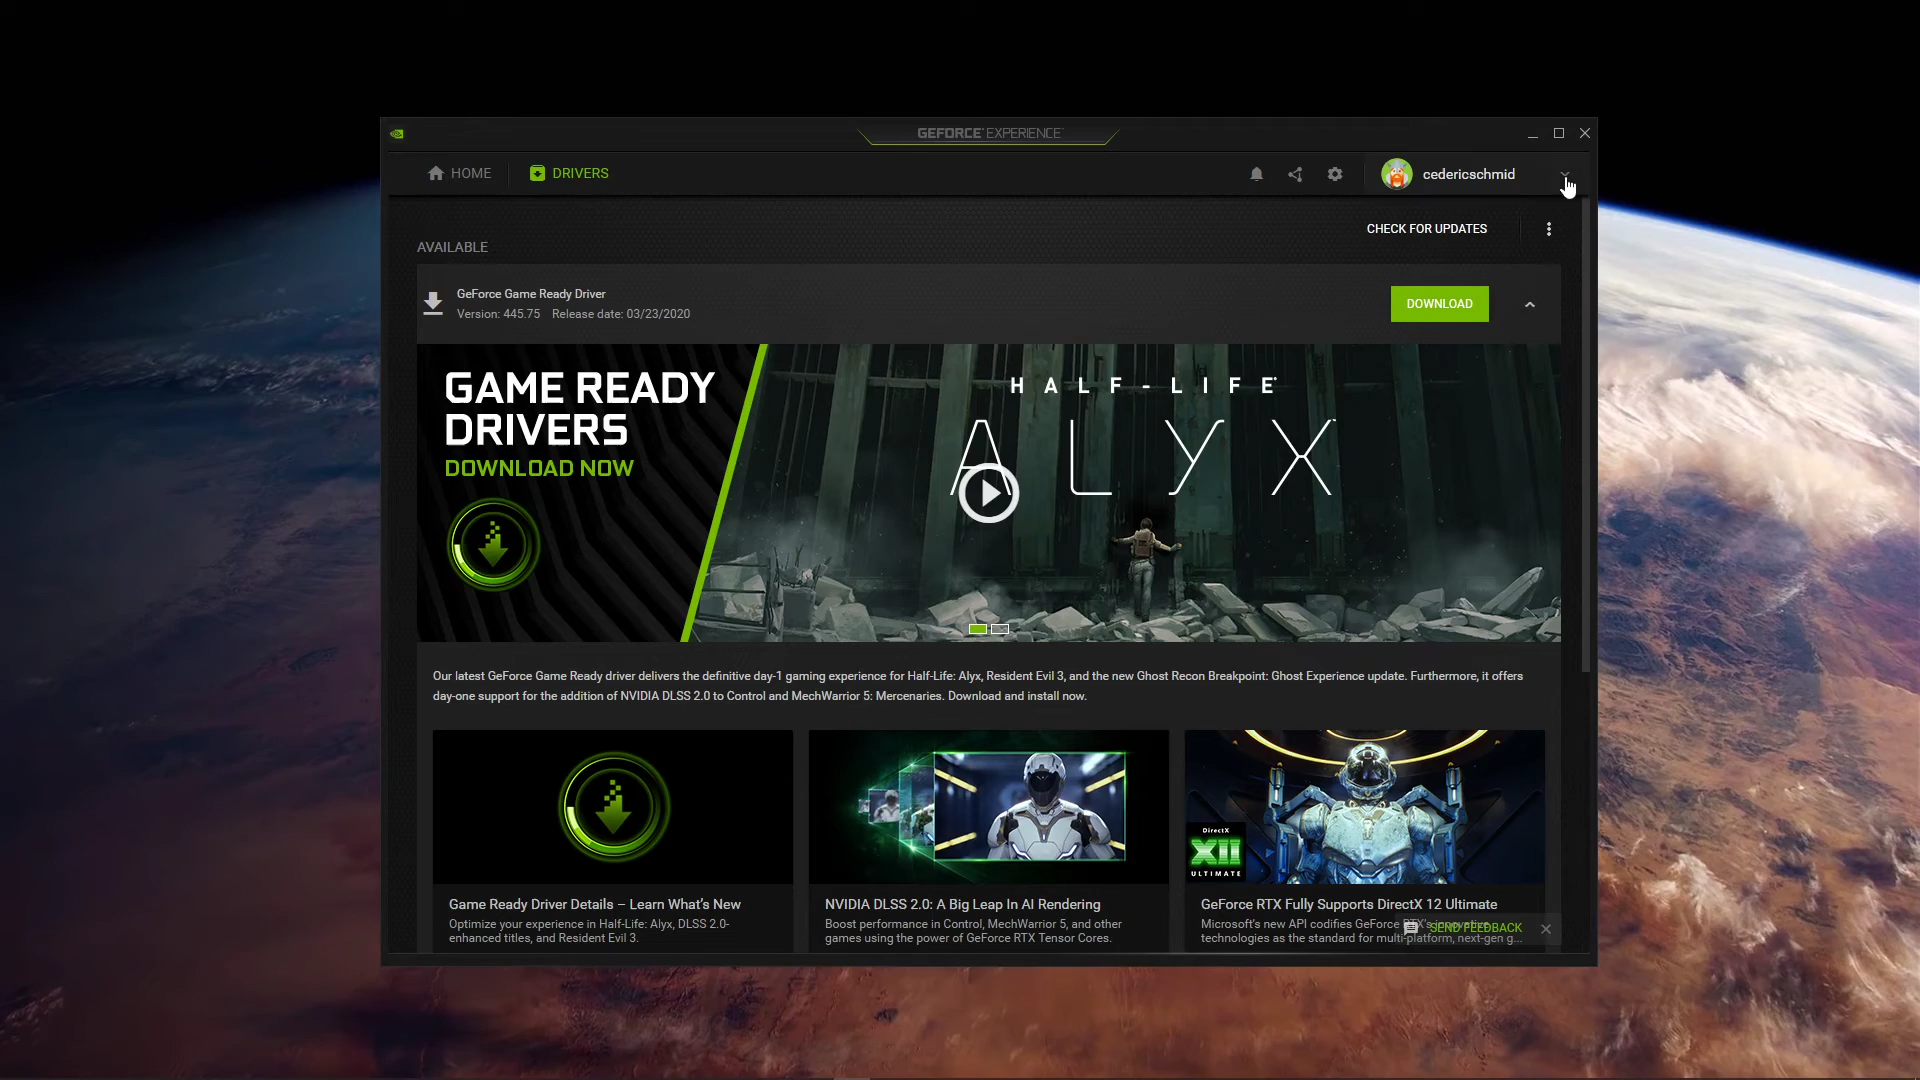 GEFORCE EXPERIENCE
HOME
DRIVERS
cedericschmid
CHECK FOR UPDATES
AVAILABLE
GeForce Game Ready Driver
Version: 445.75 Release date: 03/23/2020
DOWNLOAD
GAME READY
DRIVERS
DOWNLOAD NOW
HALF-LIFE
ALYX
Our latest GeForce Game Ready driver delivers the definitive day-1 gaming experience for Half-Life: Alyx, Resident Evil 3, and the new Ghost Recon Breakpoint: Ghost Experience update. Furthermore, it offers
day-one support for the addition of NVIDIA DLSS 2.0 to Control and MechWarrior 5: Mercenaries. Download and install now.
DirectX
XII
ULTIMATE
Game Ready Driver Details – Learn What's New
Optimize your experience in Half-Life: Alyx, DLSS 2.0-
enhanced titles, and Resident Evil 3.
NVIDIA DLSS 2.0: A Big Leap In AI Rendering
Boost performance in Control, MechWarrior 5, and other
games using the power of GeForce RTX Tensor Cores.
GeForce RTX Fully Supports DirectX 12 Ultimate
Microsoft's new API codifies GeForce RTX's innovative
technologies as the standard for multi-platform, next-gen g...
SEND FEEDBACK